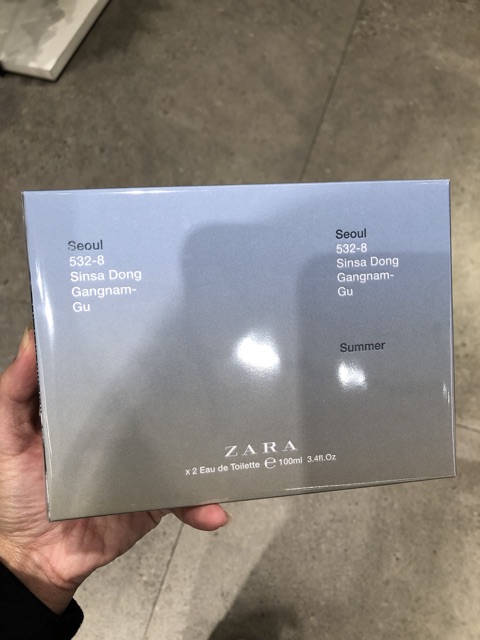 Seoul
532-8
Sinsa Dong
Gangnam-
Gu
Seoul
532-8
Sinsa Dong
Gangnam-
Gu
Summer
ZARA
x 2 Eau de Toilette ℮ 100ml 3.4fl.Oz